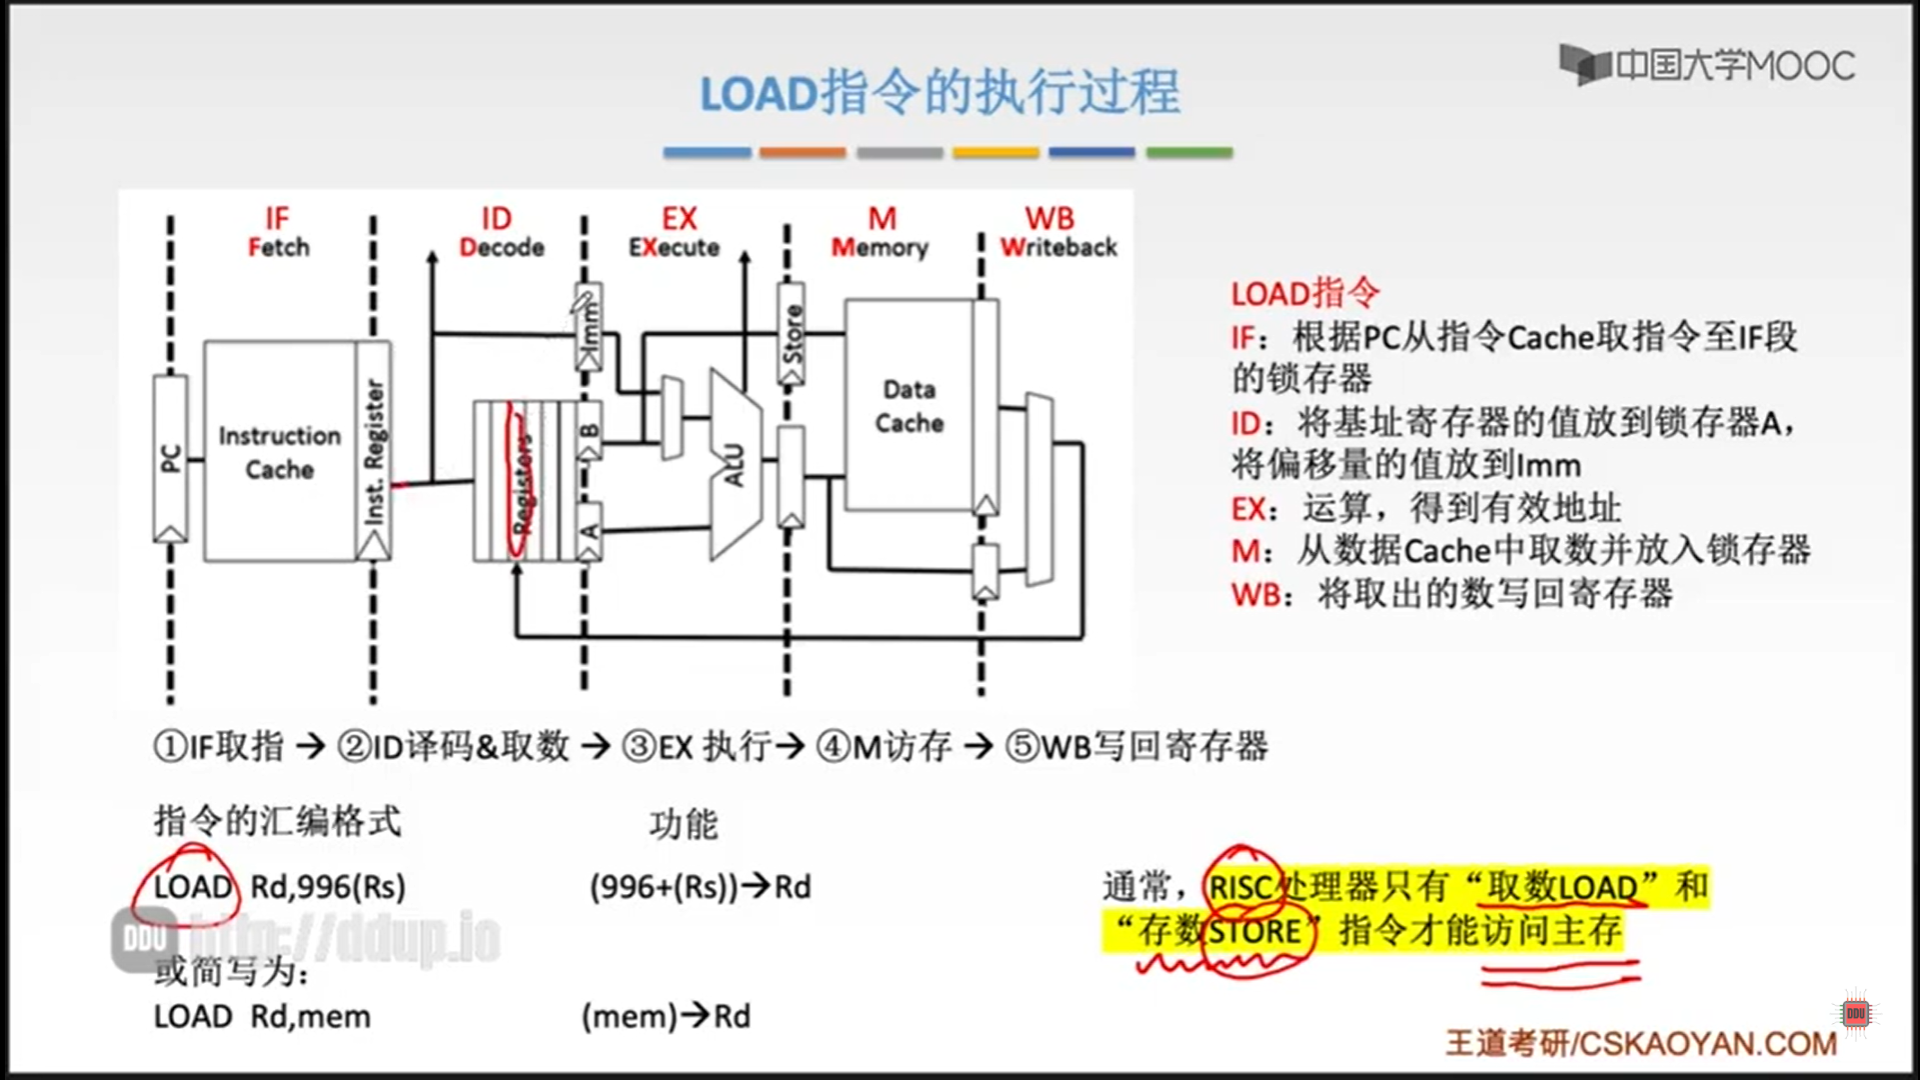 中国大学MOOC
LOAD指令的执行过程
IF
Fetch
ID
Decode
EX
EXecute
M
Memory
WB
Writeback
PC
Instruction
Cache
Inst. Register
Registers
Imm
B
A
ALU
Store
Data
Cache
LOAD指令
IF：根据PC从指令Cache取指令至IF段
的锁存器
ID：将基址寄存器的值放到锁存器A，
将偏移量的值放到Imm
EX：运算，得到有效地址
M：从数据Cache中取数并放入锁存器
WB：将取出的数写回寄存器
①IF取指 → ②ID译码&取数 → ③EX 执行→ ④M访存 → ⑤WB写回寄存器
指令的汇编格式 功能
LOAD Rd,996(Rs) (996+(Rs))→Rd
DDU http://ddup.io
或简写为：
LOAD Rd,mem (mem)→Rd
通常，RISC处理器只有“取数LOAD”和
“存数STORE”指令才能访问主存
DDU
王道考研/CSKAOYAN.COM